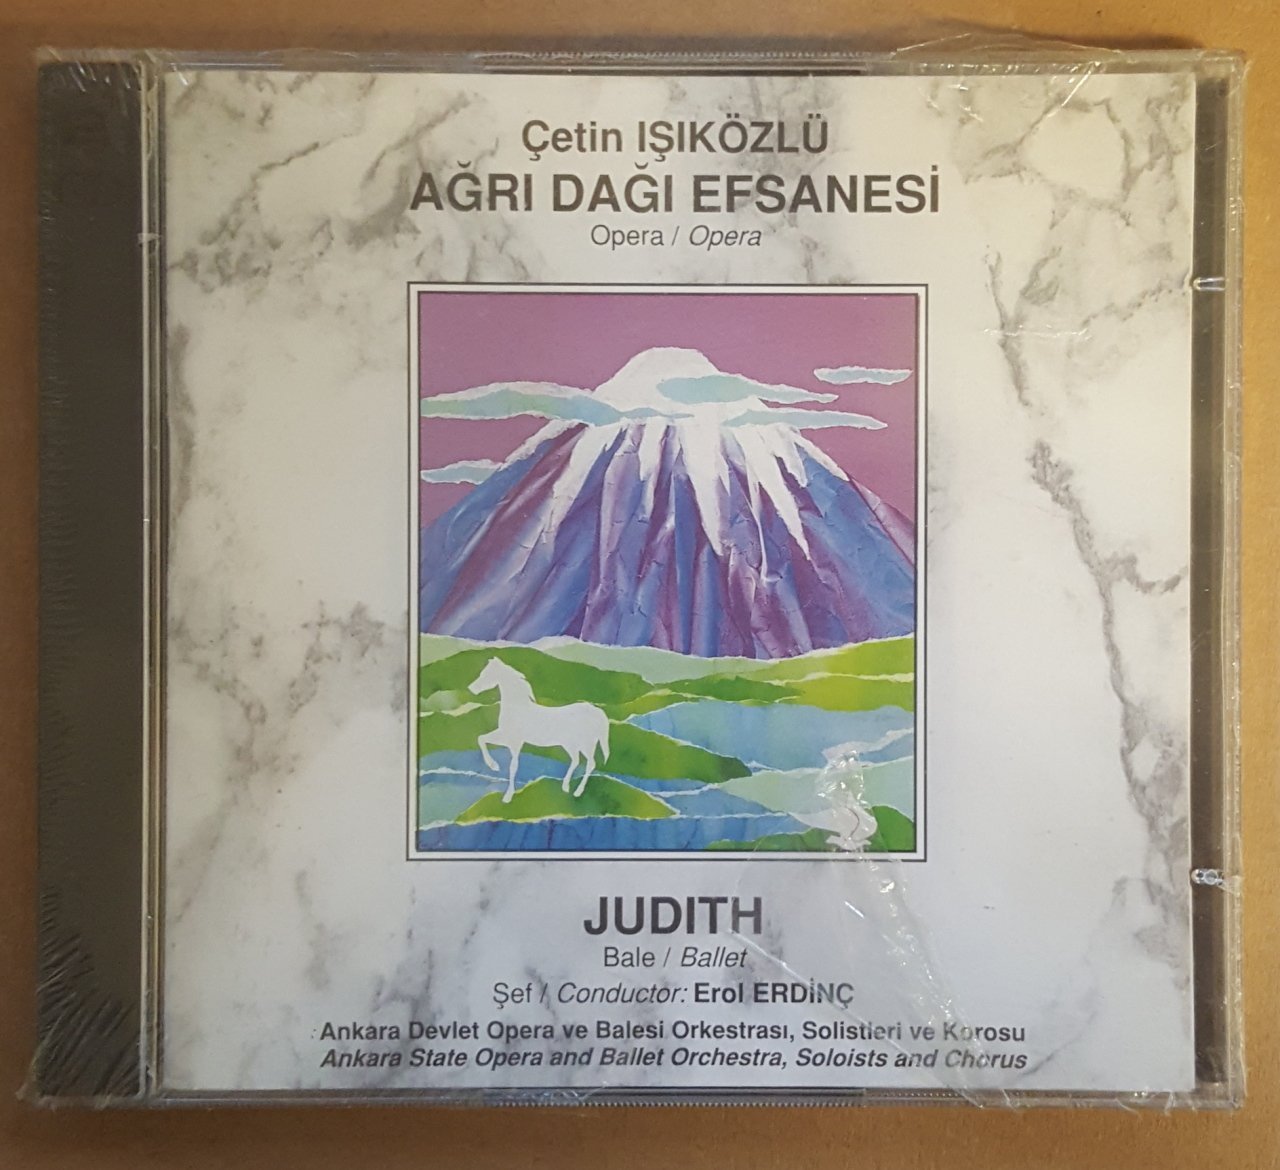 Çetin IŞIKÖZLÜ
AĞRI DAĞI EFSANESİ
Opera / Opera
JUDITH
Bale / Ballet
Şef / Conductor: Erol ERDİNÇ
Ankara Devlet Opera ve Balesi Orkestrası, Solistleri ve Korosu
Ankara State Opera and Ballet Orchestra, Soloists and Chorus